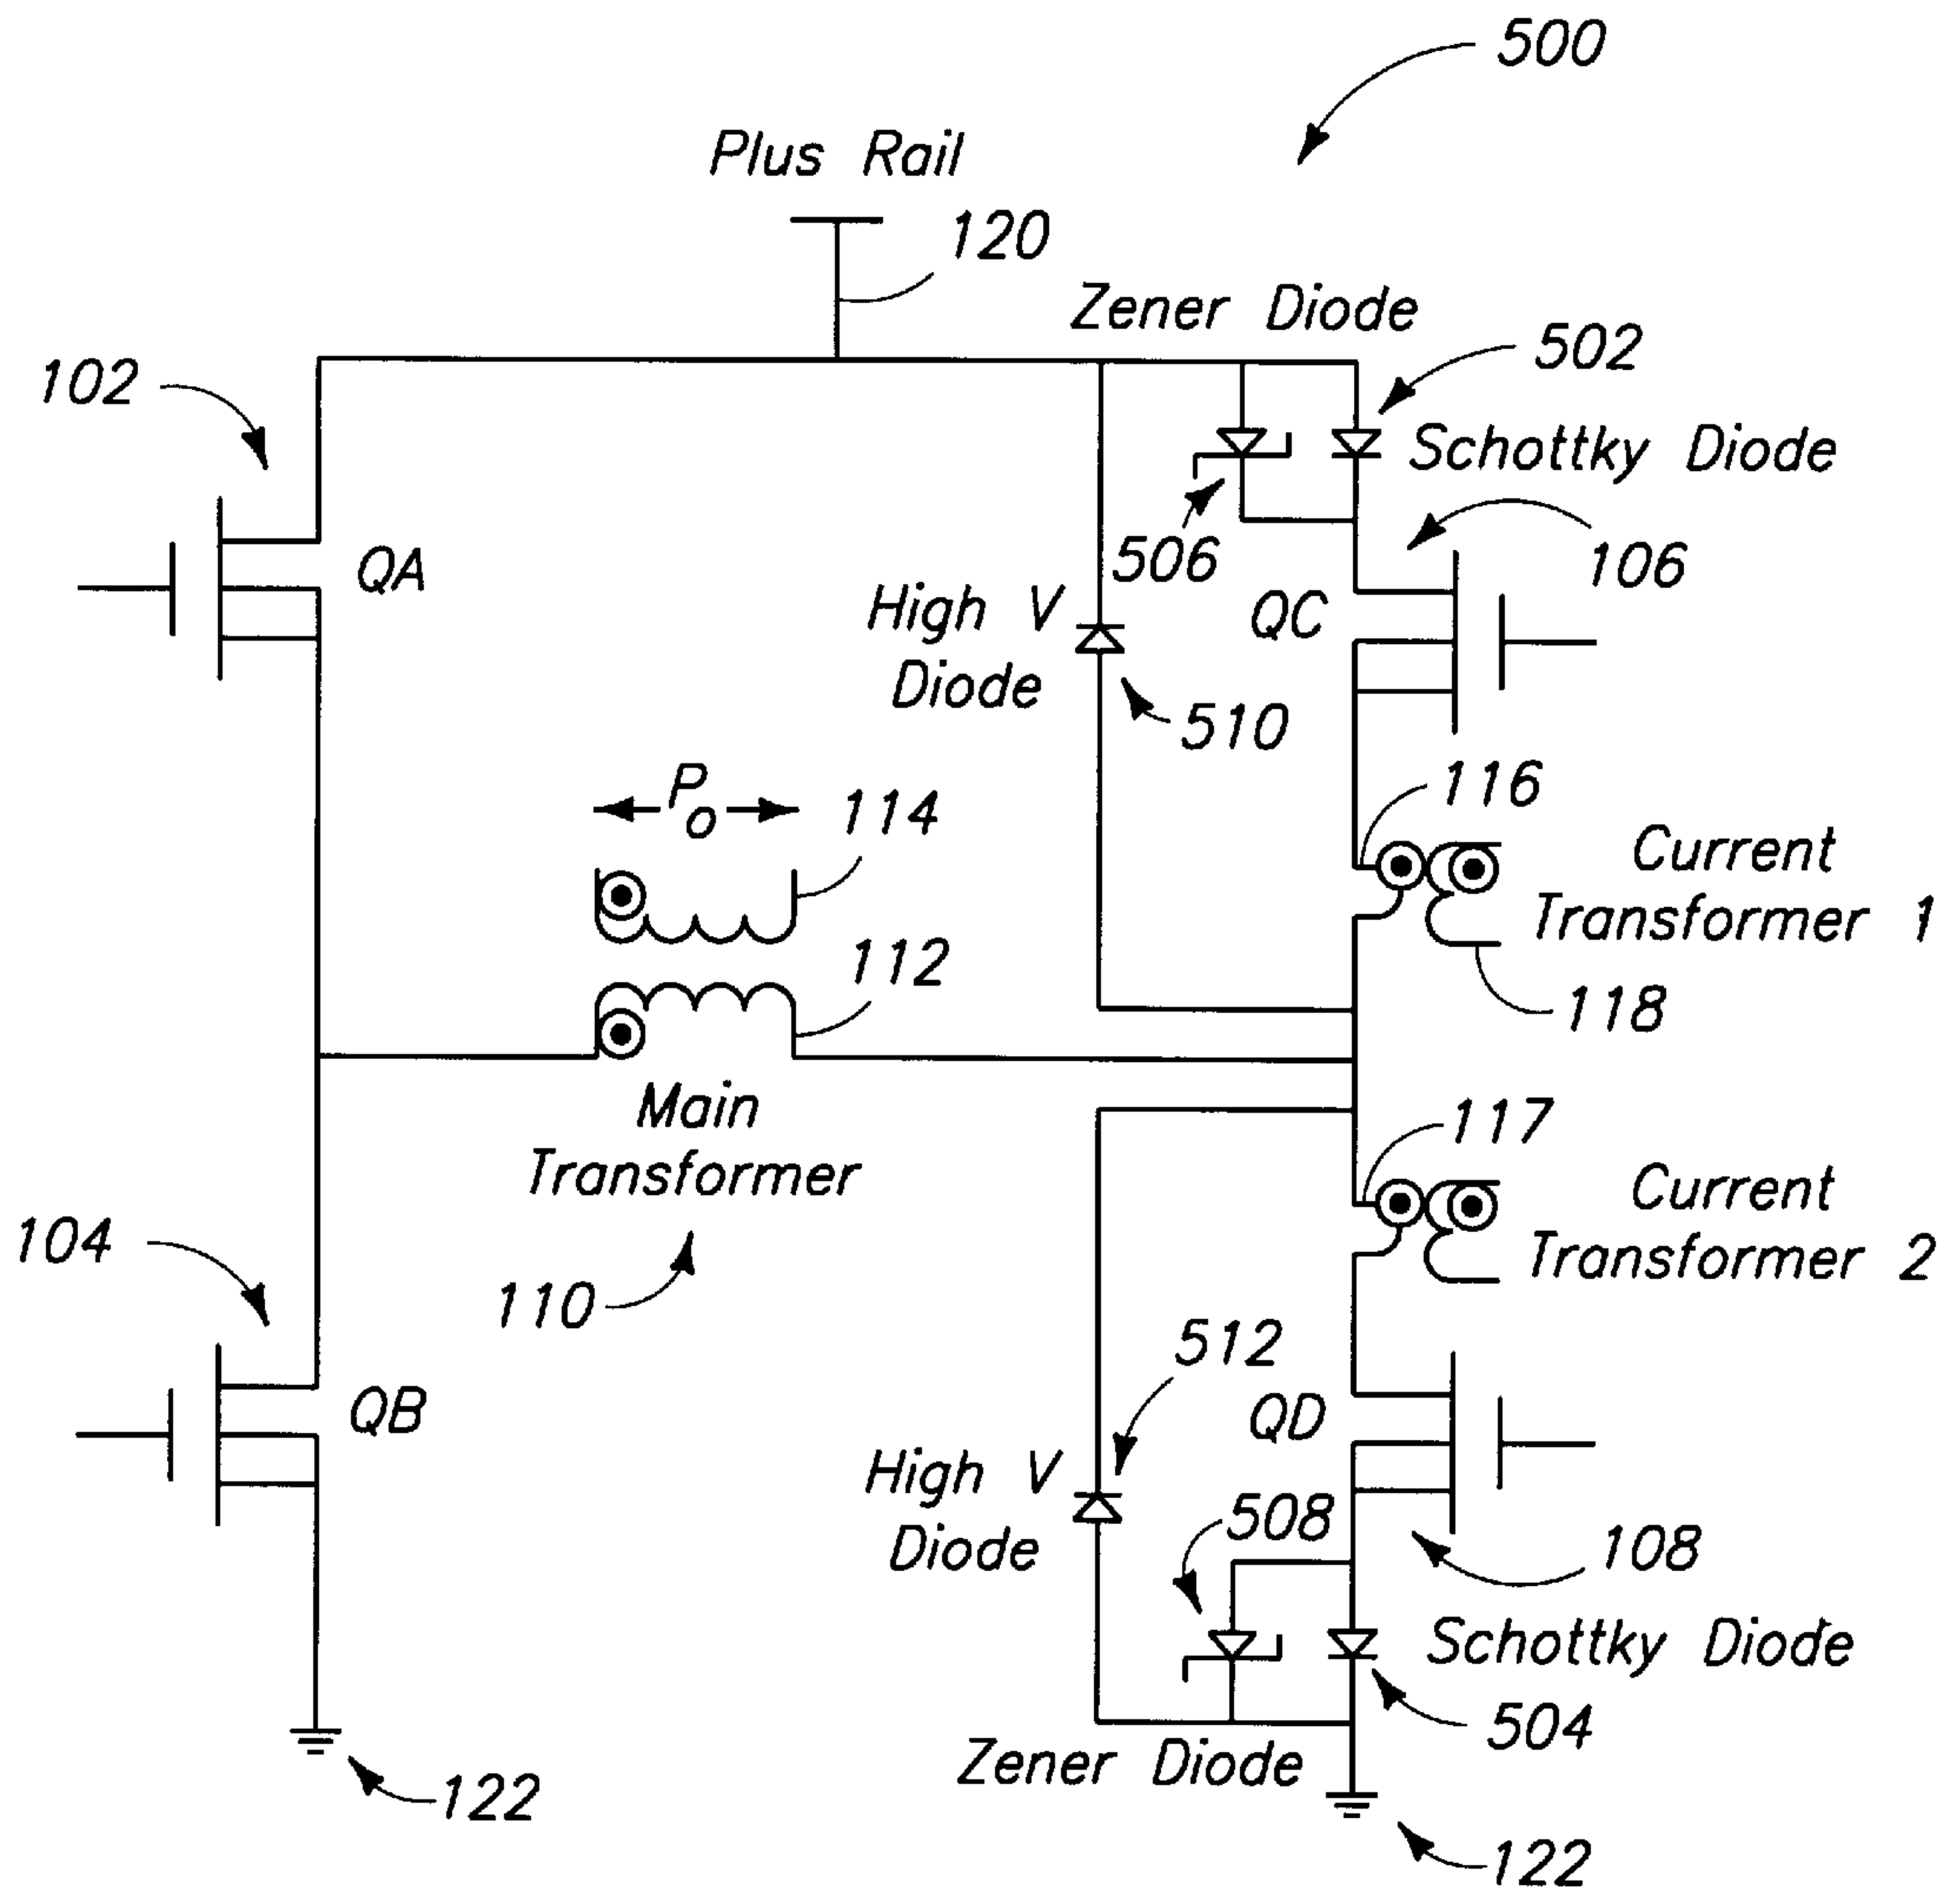 500
Plus Rail
120
Zener Diode
502
102
Schottky Diode
QA
506
106
High V
Diode
QC
510
Po
114
116
Current
Transformer 1
112
118
Main
Transformer
117
Current
Transformer 2
104
110
512
QB
QD
High V
Diode
508
108
Schottky Diode
504
Zener Diode
122
122